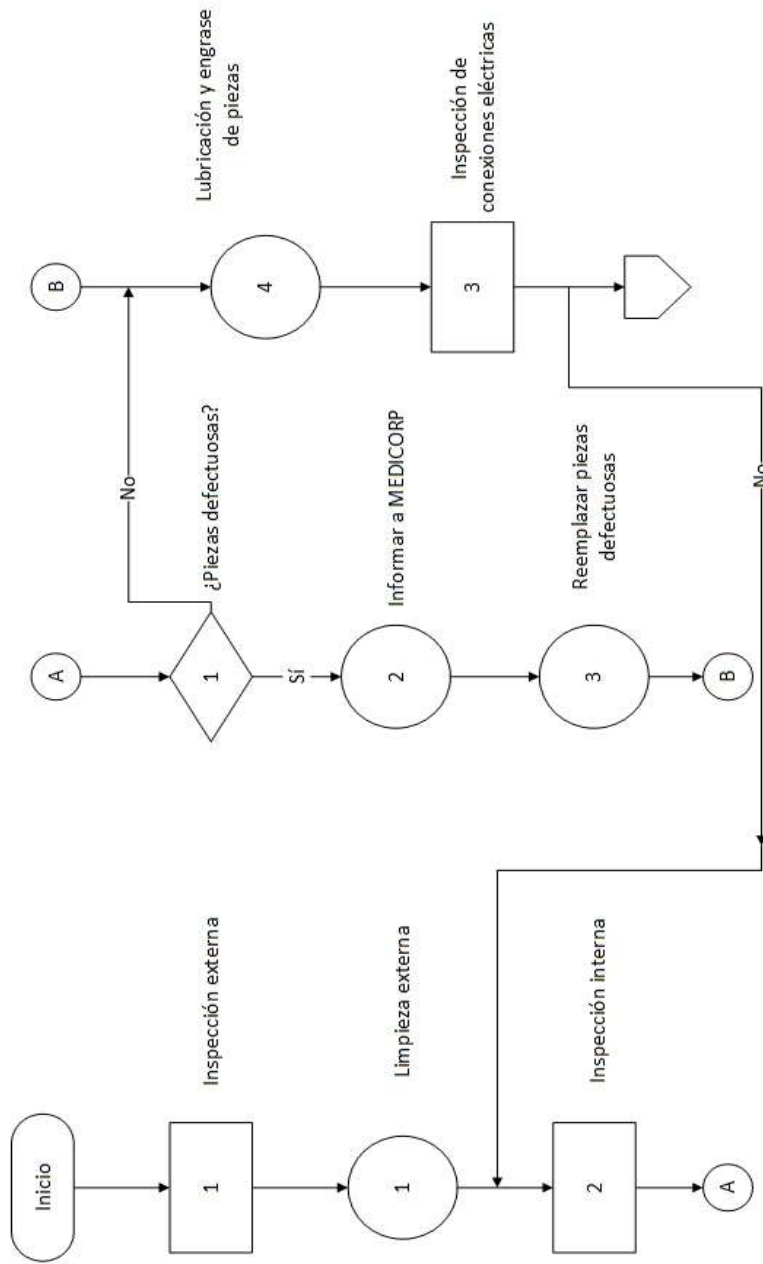 Inicio
1
Inspección externa
1
Limpieza externa
2
Inspección interna
A
A
1
¿Piezas defectuosas?
No
Sí
2
Informar a MEDICORP
3
Reemplazar piezas
defectuosas
B
B
4
Lubricación y engrase
de piezas
3
Inspección de
conexiones eléctricas
No